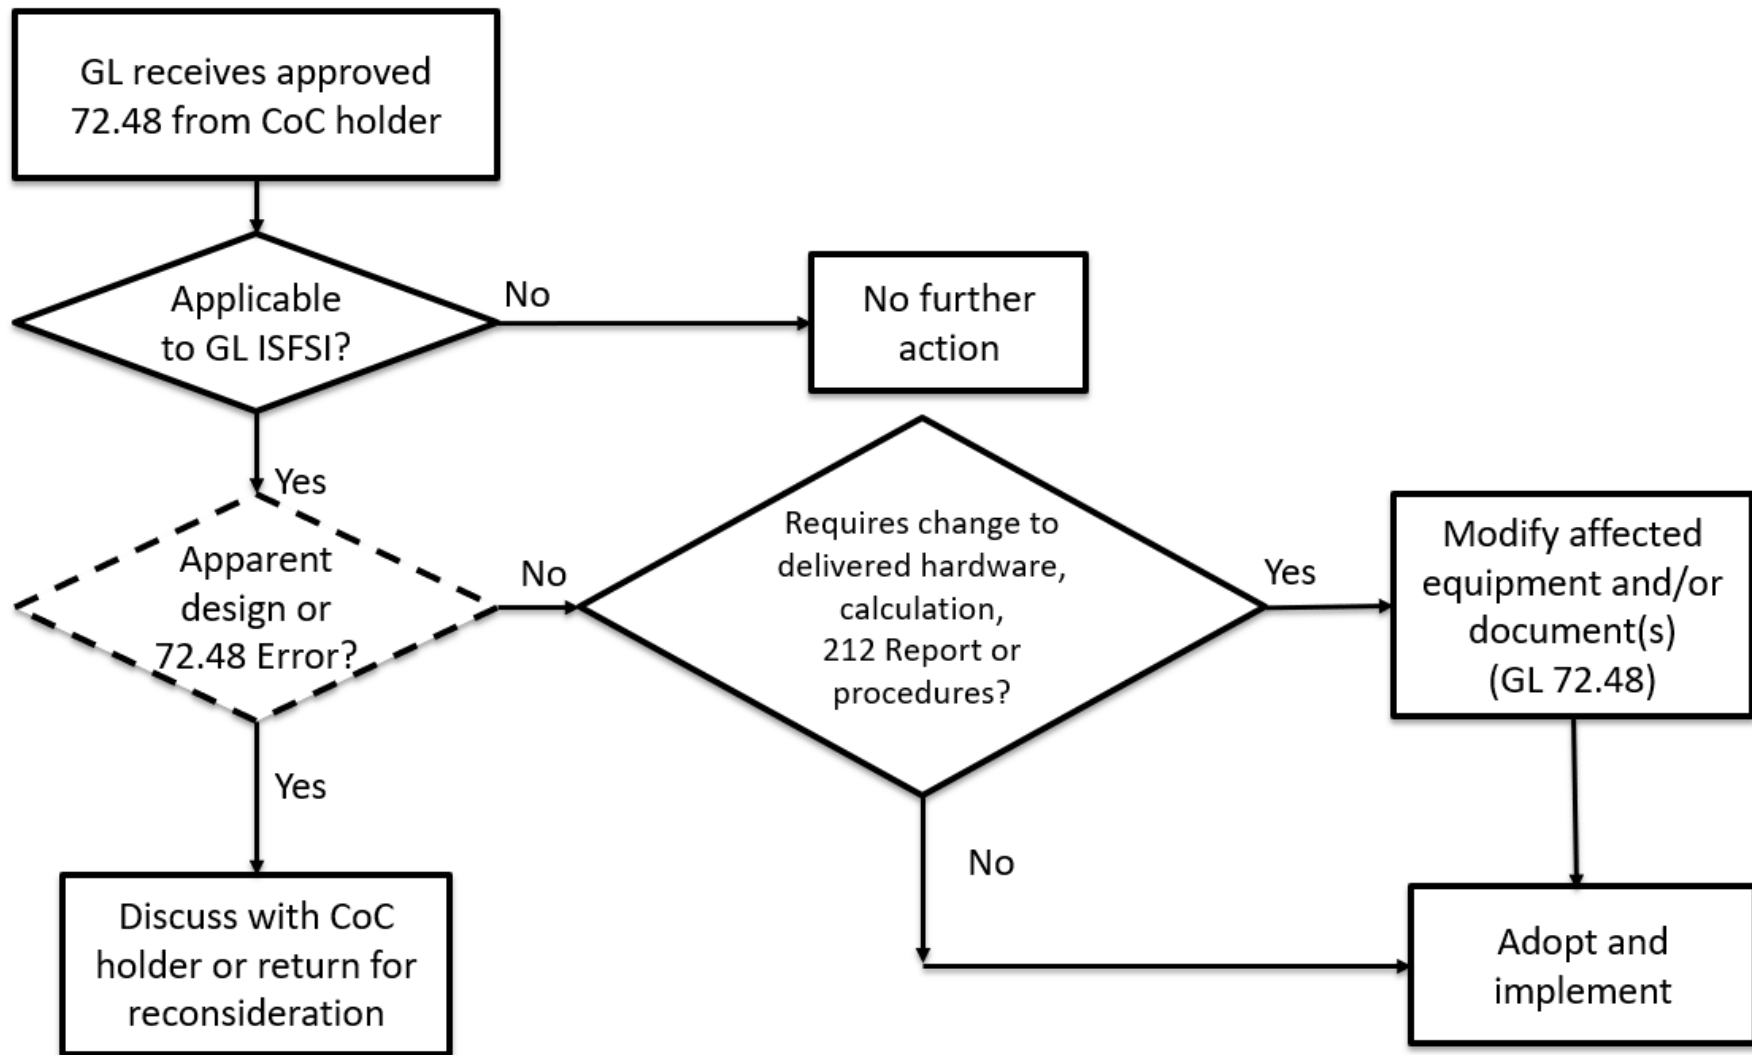 GL receives approved
72.48 from CoC holder
Applicable
to GL ISFSI?
No
No further
action
Yes
Apparent
design or
72.48 Error?
No
Requires change to
delivered hardware,
calculation,
212 Report or
procedures?
Yes
Modify affected
equipment and/or
document(s)
(GL 72.48)
Yes
Discuss with CoC
holder or return for
reconsideration
No
Adopt and
implement